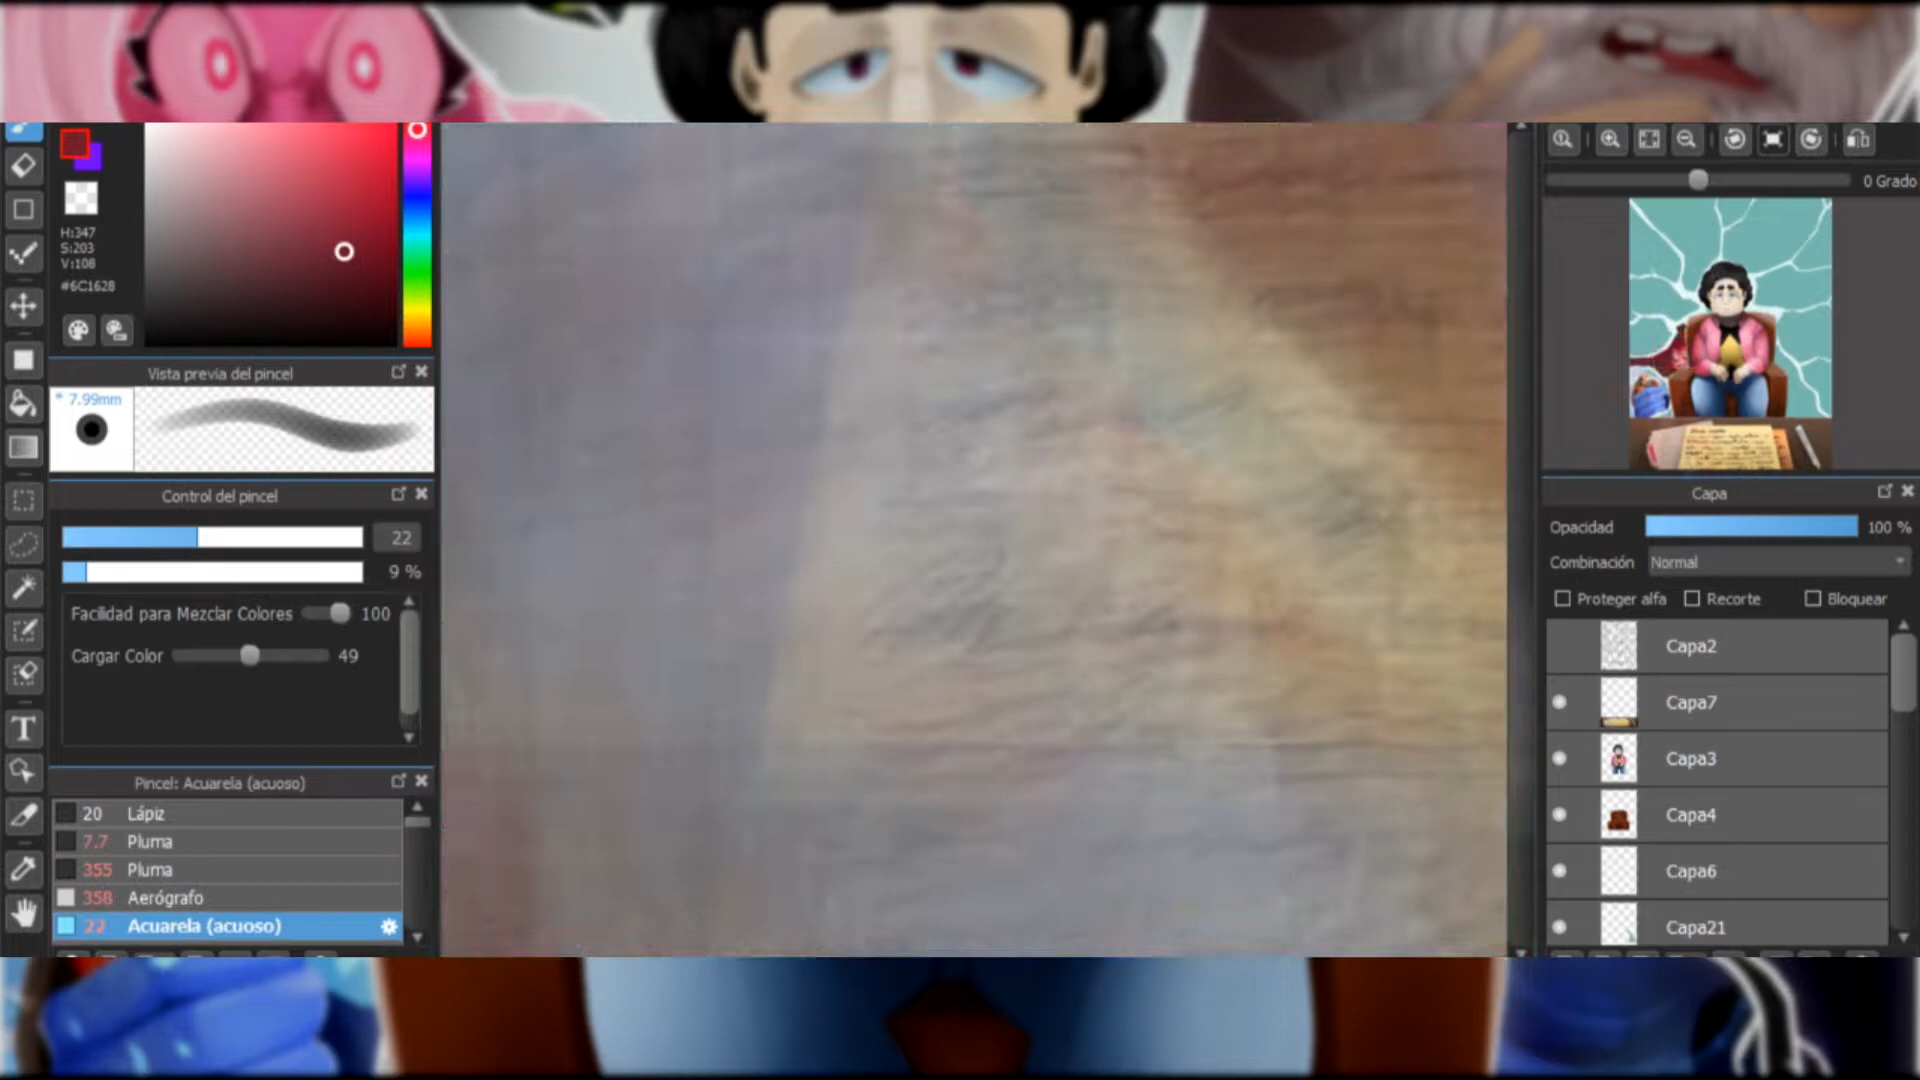 H:347
S:203
V:108
#6C1628
Vista previa del pincel
* 7.99mm
Control del pincel
22
9 %
Facilidad para Mezclar Colores 100
Cargar Color 49
Pincel: Acuarela (acuoso)
20 Lápiz
7.7 Pluma
355 Pluma
358 Aerógrafo
22 Acuarela (acuoso)
0 Grado
Capa
Opacidad 100 %
Combinación Normal
Proteger alfa Recorte Bloquear
Capa2
Capa7
Capa3
Capa4
Capa6
Capa21